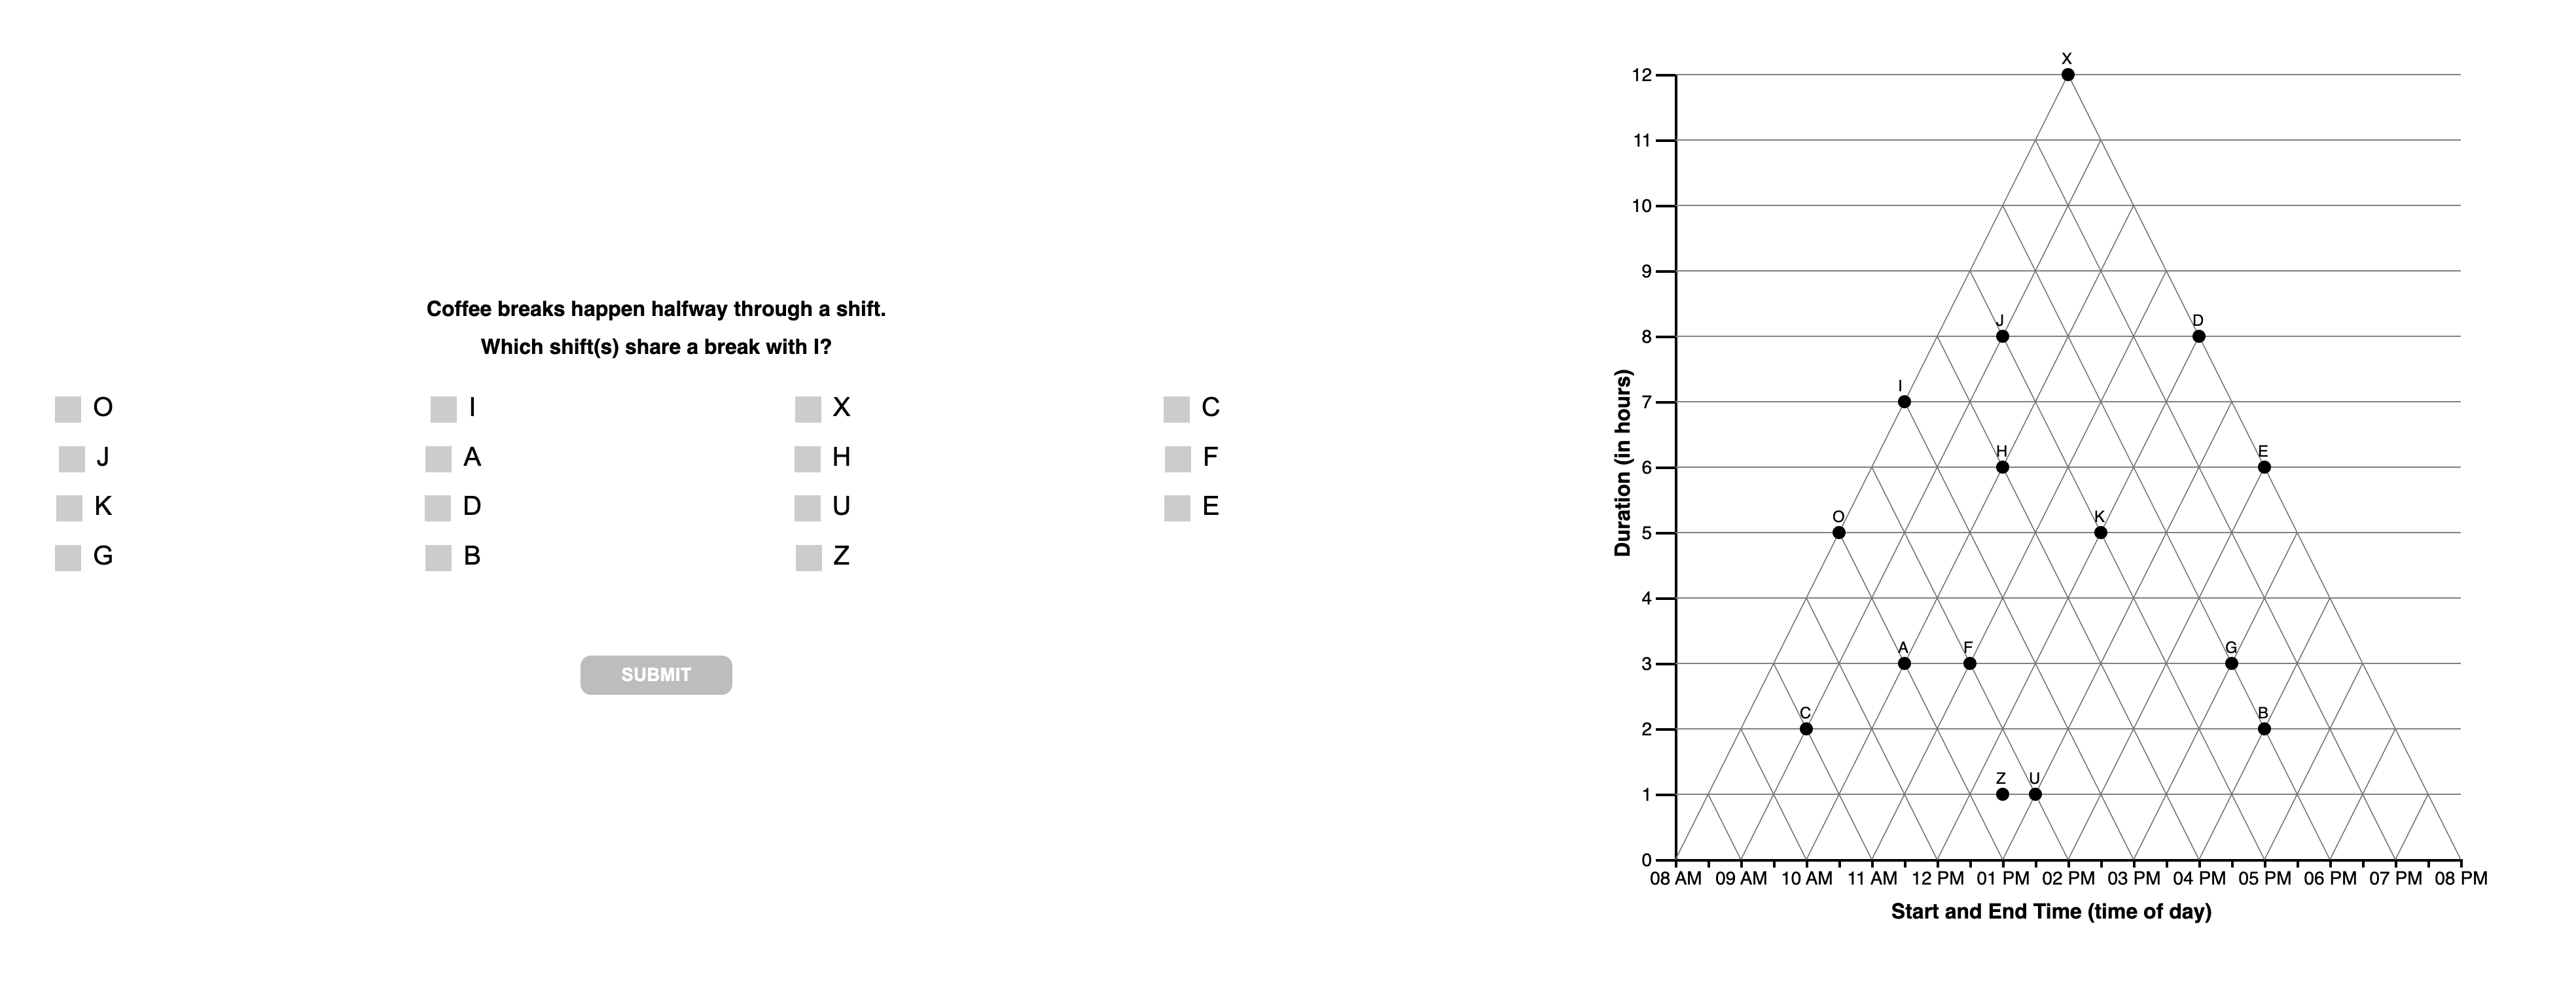 Coffee breaks happen halfway through a shift.
Which shift(s) share a break with I?
O I X C
J A H F
K D U E
G B Z
SUBMIT
X
12
11
10
9
J D
8
I
7
H E
6
O K
5
4
A F G
3
C B
2
Z U
1
0
08 AM 09 AM 10 AM 11 AM 12 PM 01 PM 02 PM 03 PM 04 PM 05 PM 06 PM 07 PM 08 PM
Duration (in hours)
Start and End Time (time of day)